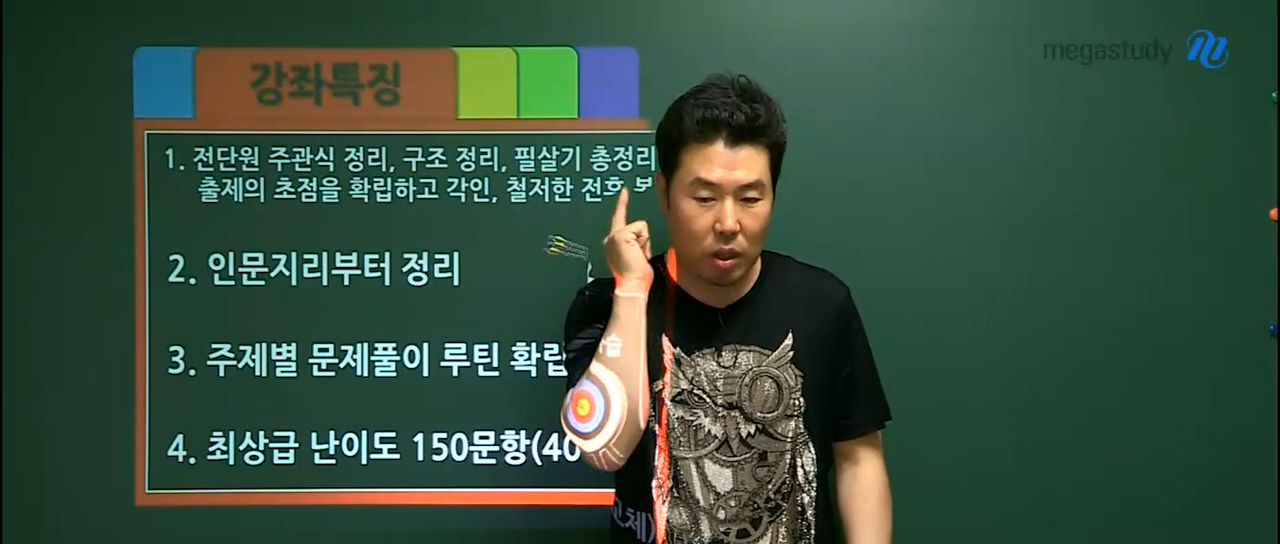 megastudy
강좌특징
1. 전단원 주관식 정리, 구조 정리, 필살기 총정리
출제의 초점을 확립하고 각인, 철저한 전후
2. 인문지리부터 정리
3. 주제별 문제풀이 루틴 확립
4. 최상급 난이도 150문항(40